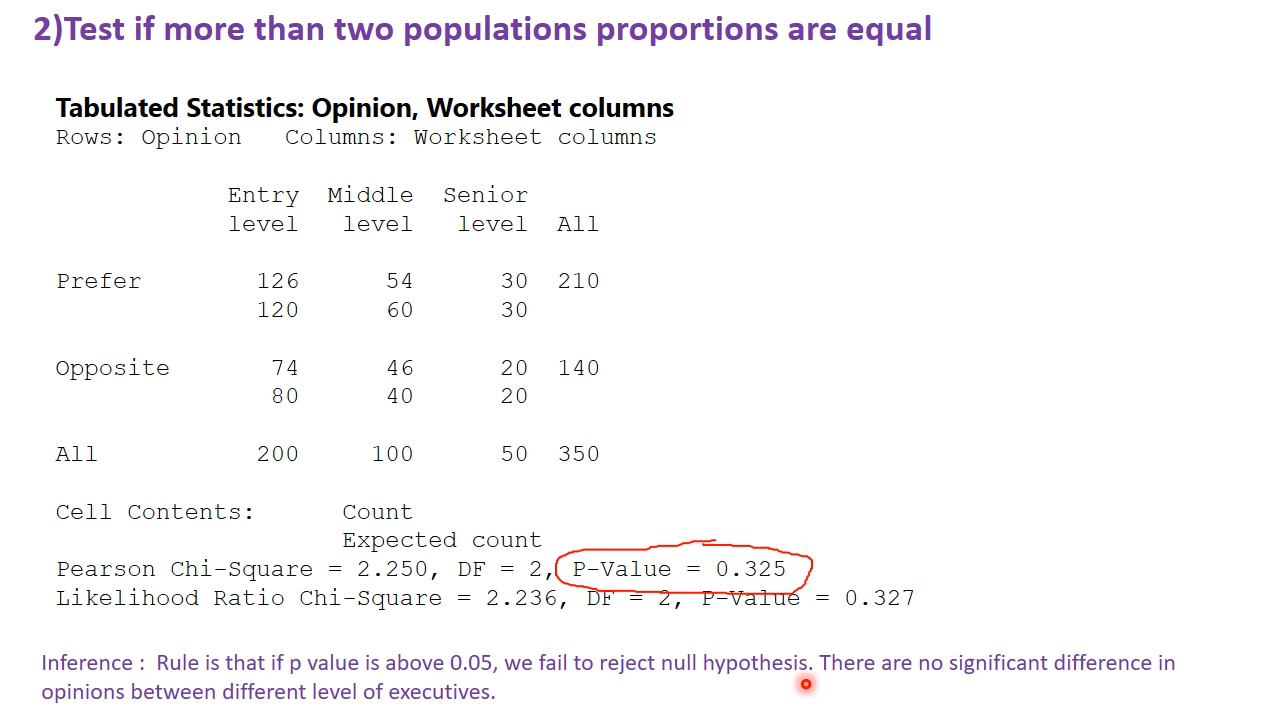 2)Test if more than two populations proportions are equal
Tabulated Statistics: Opinion, Worksheet columns
Rows: Opinion   Columns: Worksheet columns
Entry  Middle  Senior
level   level   level  All
Prefer        126      54      30  210
120      60      30
Opposite       74      46      20  140
80      40      20
All           200     100      50  350
Cell Contents:      Count
Expected count
Pearson Chi-Square = 2.250, DF = 2, P-Value = 0.325
Likelihood Ratio Chi-Square = 2.236, DF = 2, P-Value = 0.327
Inference :  Rule is that if p value is above 0.05, we fail to reject null hypothesis. There are no significant difference in
opinions between different level of executives.